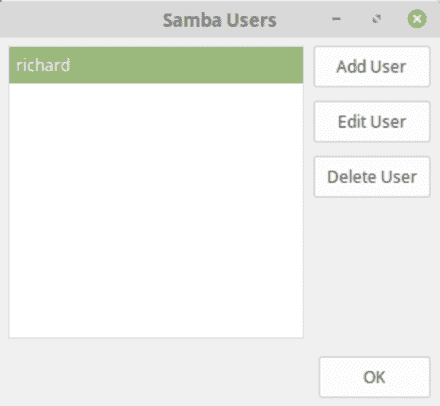 Samba Users
richard
Add User
Edit User
Delete User
OK